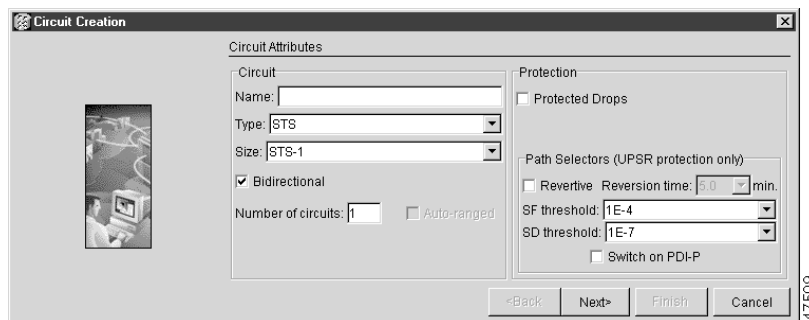 Circuit Creation
Circuit Attributes
Circuit
Name:
Type: STS
Size: STS-1
Bidirectional
Number of circuits: 1
Auto-ranged
Protection
Protected Drops
Path Selectors (UPSR protection only)
Revertive Reversion time: 5.0 min.
SF threshold: 1E-4
SD threshold: 1E-7
Switch on PDI-P
<Back Next> Finish Cancel
47509